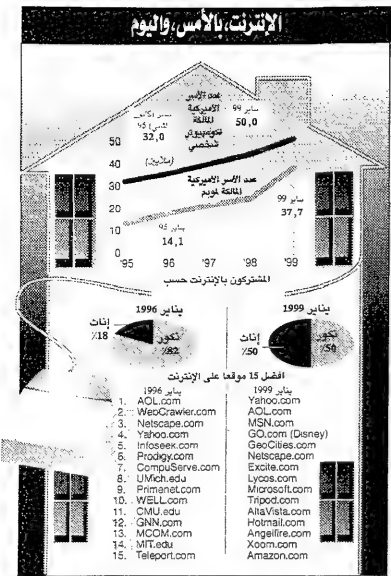 الإنترنت، بالأمس، واليوم
عدد الأسر
الأميركية
المالكة
لكومبيوتر
شخصي
(ملايين)
32,0
يناير 99
50,0
عدد الأسر الأميركية
المالكة لمودم
يناير 95
14,1
يناير 99
37,7
50
40
30
20
10
0
'95 96 '97 '98 '99
المشتركون بالإنترنت حسب
يناير 1996
إناث
18٪
ذكور
82٪
يناير 1999
إناث
50٪
ذكور
50٪
افضل 15 موقعا على الإنترنت
يناير 1996 يناير 1999
1. AOL.com Yahoo.com
2. WebCrawler.com AOL.com
3. Netscape.com MSN.com
4. Yahoo.com GO.com (Disney)
5. Infoseek.com GeoCities.com
6. Prodigy.com Netscape.com
7. CompuServe.com Excite.com
8. UMich.edu Lycos.com
9. Primenet.com Microsoft.com
10. WELL.com Tripod.com
11. CMU.edu AltaVista.com
12. GNN.com Hotmail.com
13. MCOM.com Angelfire.com
14. MIT.edu Xoom.com
15. Teleport.com Amazon.com